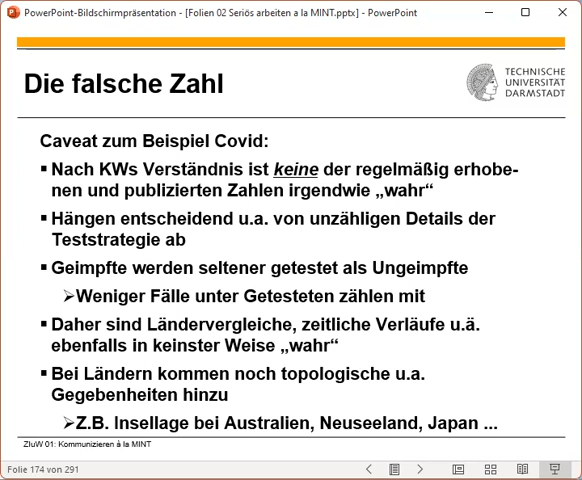 PowerPoint-Bildschirmpräsentation - [Folien 02 Seriös arbeiten a la MINT.pptx] - PowerPoint
Die falsche Zahl
TECHNISCHE
UNIVERSITÄT
DARMSTADT
Caveat zum Beispiel Covid:
▪ Nach KWs Verständnis ist keine der regelmäßig erhobe-
nen und publizierten Zahlen irgendwie „wahr“
▪ Hängen entscheidend u.a. von unzähligen Details der
Teststrategie ab
▪ Geimpfte werden seltener getestet als Ungeimpfte
➢Weniger Fälle unter Getesteten zählen mit
▪ Daher sind Ländervergleiche, zeitliche Verläufe u.ä.
ebenfalls in keinster Weise „wahr“
▪ Bei Ländern kommen noch topologische u.a.
Gegebenheiten hinzu
➢Z.B. Insellage bei Australien, Neuseeland, Japan ...
ZIuW 01: Kommunizieren à la MINT
Folie 174 von 291